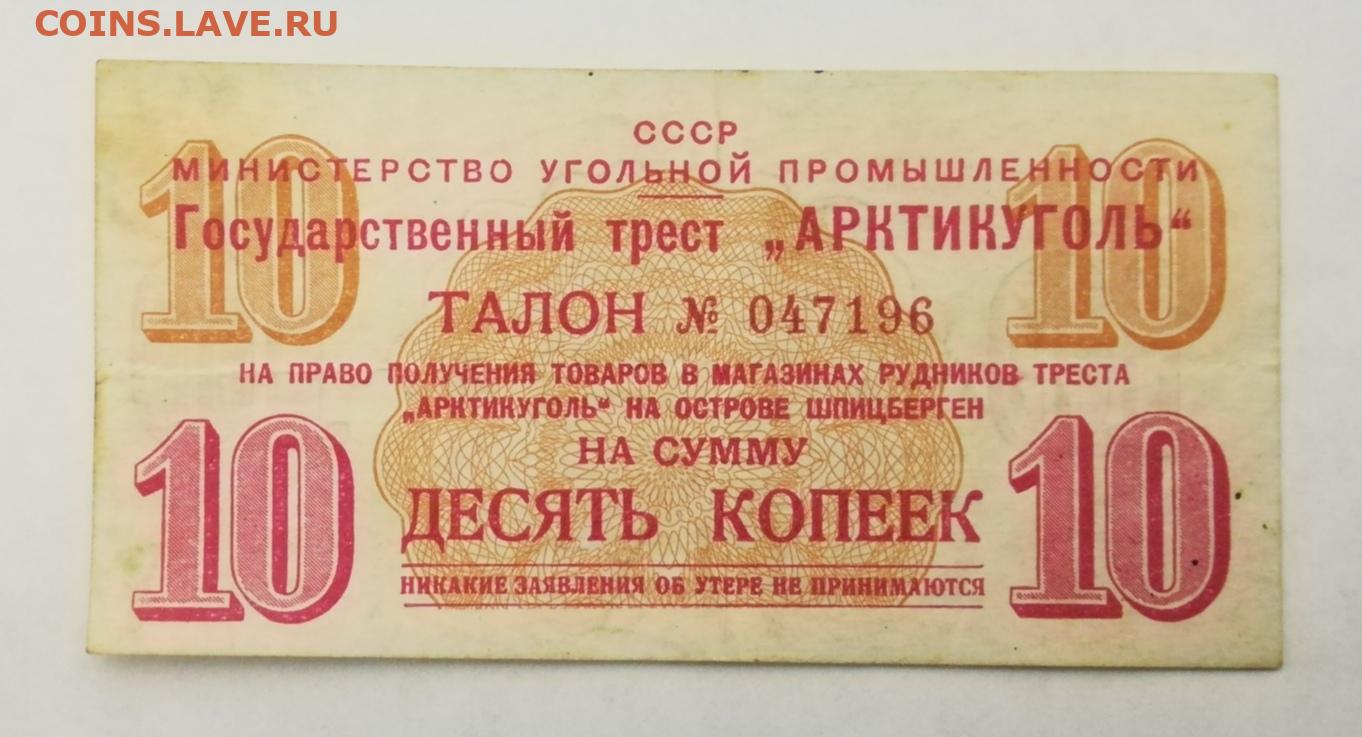 COINS.LAVE.RU
СССР
МИНИСТЕРСТВО УГОЛЬНОЙ ПРОМЫШЛЕННОСТИ
10 10
Государственный трест „АРКТИКУГОЛЬ“
ТАЛОН № 047196
НА ПРАВО ПОЛУЧЕНИЯ ТОВАРОВ В МАГАЗИНАХ РУДНИКОВ ТРЕСТА
„АРКТИКУГОЛЬ“ НА ОСТРОВЕ ШПИЦБЕРГЕН
НА СУММУ
10 ДЕСЯТЬ КОПЕЕК 10
НИКАКИЕ ЗАЯВЛЕНИЯ ОБ УТЕРЕ НЕ ПРИНИМАЮТСЯ